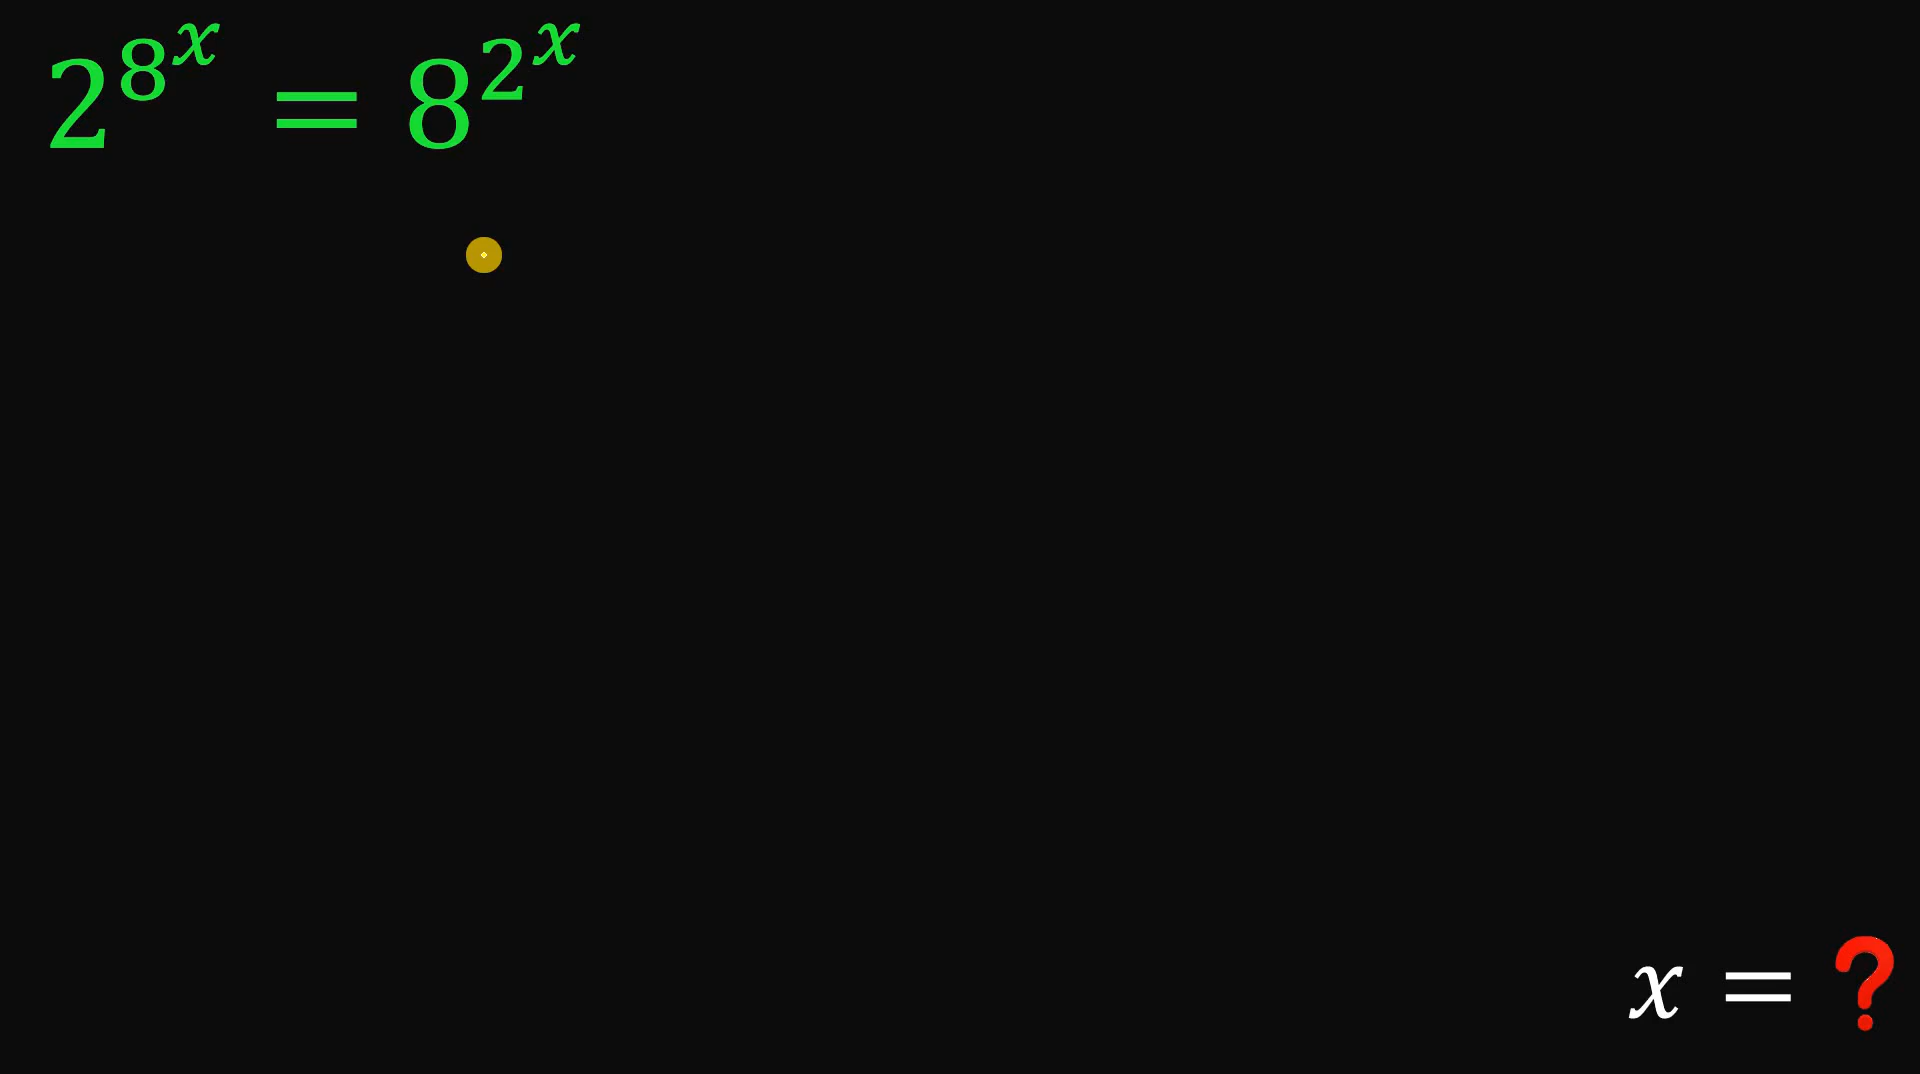 2^{8^x} = 8^{2^x}
x = ❓